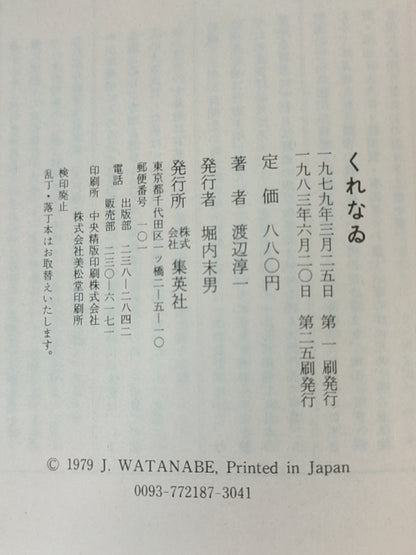 くれなゐ
一九七九年三月二五日　第一刷発行
一九八三年六月二〇日　第二五刷発行
定価　八八〇円
著者　渡辺淳一
発行者　堀内末男
発行所　株式会社　集英社
東京都千代田区一ッ橋二―五―一〇
郵便番号　一〇一
電話　出版部　二三八―二八四二
販売部　二三〇―六一七一
印刷所　中央精版印刷株式会社
株式会社美松堂印刷所
検印廃止
乱丁・落丁本はお取替えいたします。
© 1979 J. WATANABE, Printed in Japan
0093-772187-3041